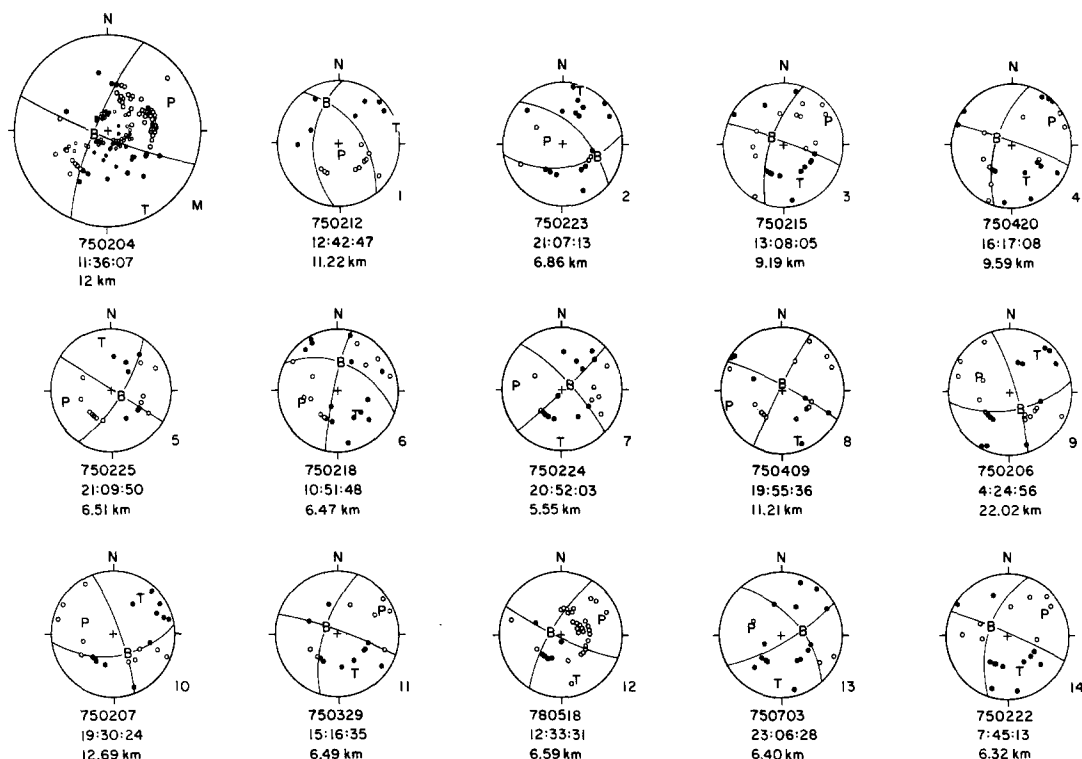 N
P
B
T
M
750204
11:36:07
12 km
N
B
T
P
1
750212
12:42:47
11.22 km
N
T
P
B
2
750223
21:07:13
6.86 km
N
P
B
T
3
750215
13:08:05
9.19 km
N
P
B
T
4
750420
16:17:08
9.59 km
N
T
B
P
5
750225
21:09:50
6.51 km
N
B
P
T
6
750218
10:51:48
6.47 km
N
P
B
T
7
750224
20:52:03
5.55 km
N
B
P
T
8
750409
19:55:36
11.21 km
N
T
P
B
9
750206
4:24:56
22.02 km
N
T
P
B
10
750207
19:30:24
12.69 km
N
P
B
T
11
750329
15:16:35
6.49 km
N
P
B
T
12
780518
12:33:31
6.59 km
N
P
B
T
13
750703
23:06:28
6.40 km
N
P
B
T
14
750222
7:45:13
6.32 km